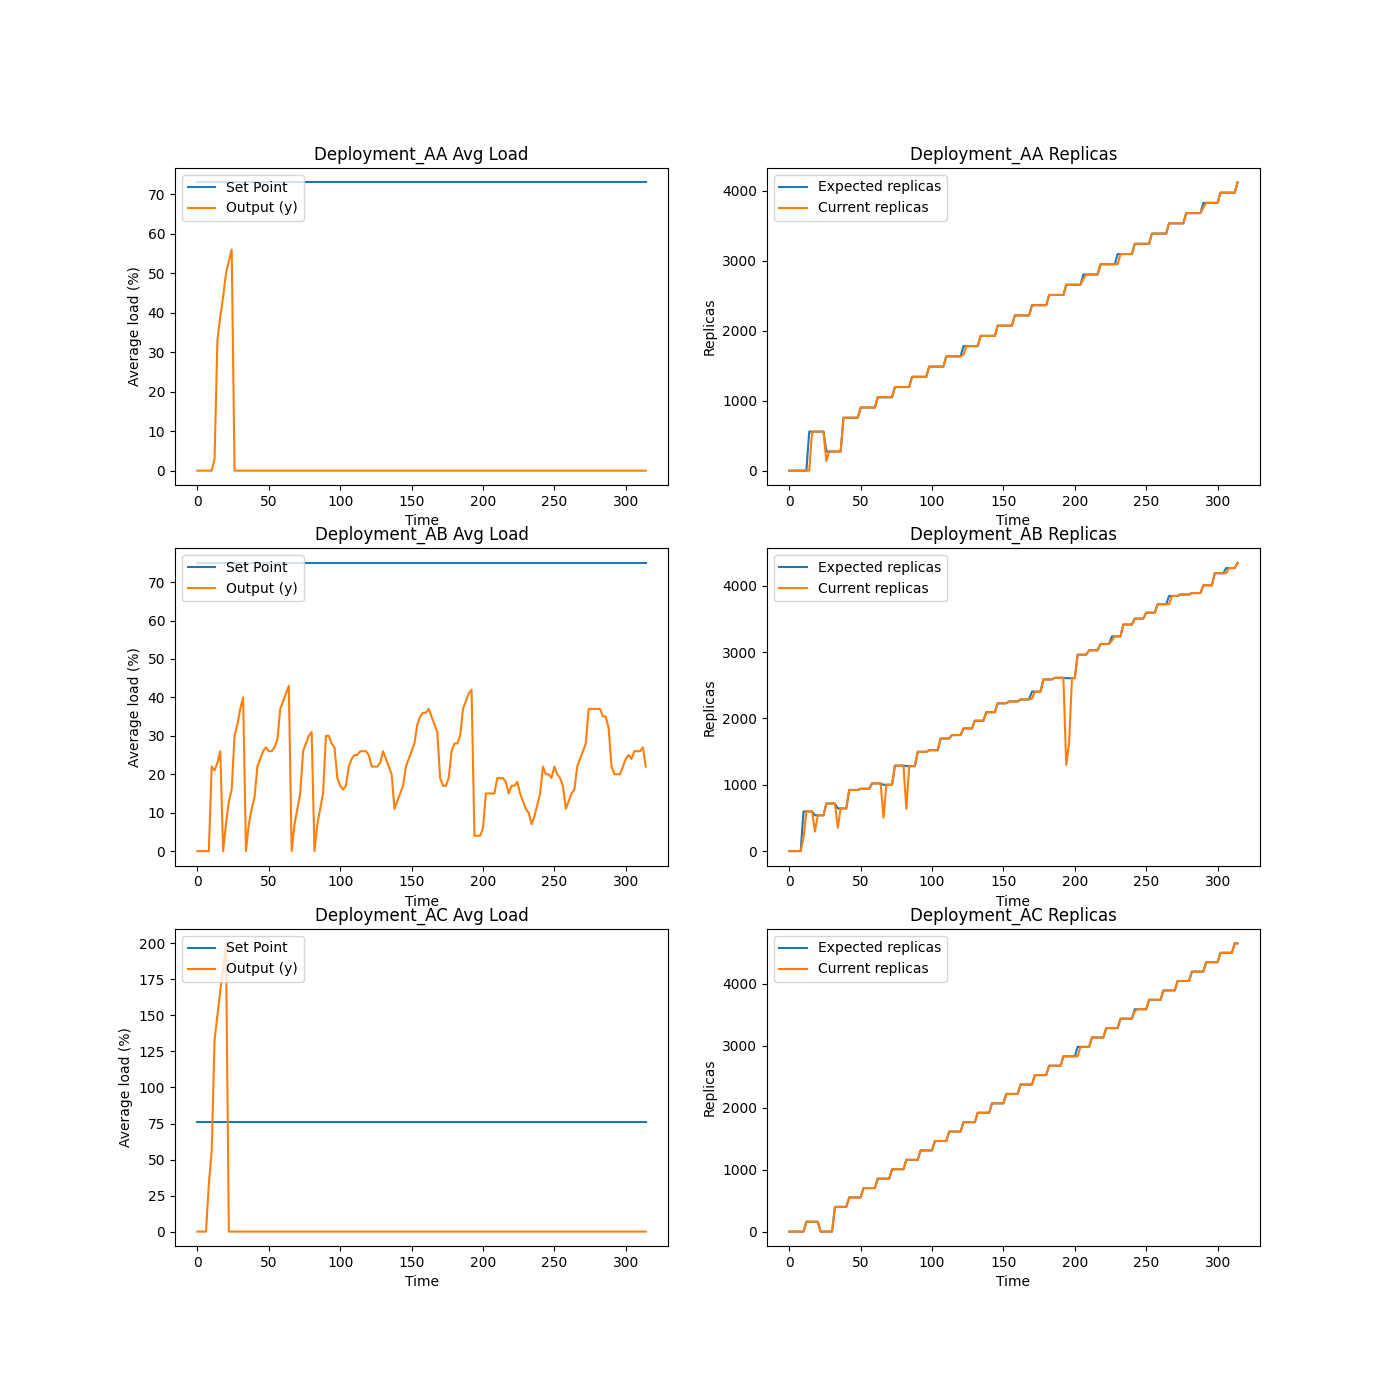 Deployment_AA Avg Load
Set Point
Output (y)
Average load (%)
0
10
20
30
40
50
60
70
0 50 100 150 200 250 300
Time
Deployment_AA Replicas
Expected replicas
Current replicas
Replicas
0
1000
2000
3000
4000
0 50 100 150 200 250 300
Time
Deployment_AB Avg Load
Set Point
Output (y)
Average load (%)
0
10
20
30
40
50
60
70
0 50 100 150 200 250 300
Time
Deployment_AB Replicas
Expected replicas
Current replicas
Replicas
0
1000
2000
3000
4000
0 50 100 150 200 250 300
Time
Deployment_AC Avg Load
Set Point
Output (y)
Average load (%)
0
25
50
75
100
125
150
175
200
0 50 100 150 200 250 300
Time
Deployment_AC Replicas
Expected replicas
Current replicas
Replicas
0
1000
2000
3000
4000
0 50 100 150 200 250 300
Time